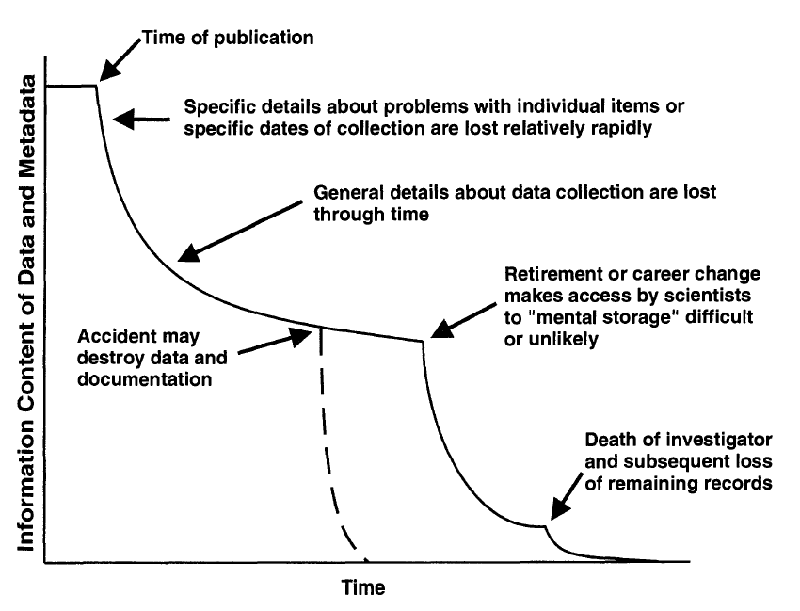 Time of publication
Specific details about problems with individual items or
specific dates of collection are lost relatively rapidly
General details about data collection are lost
through time
Retirement or career change
makes access by scientists
to "mental storage" difficult
or unlikely
Accident may
destroy data and
documentation
Death of investigator
and subsequent loss
of remaining records
Information Content of Data and Metadata
Time